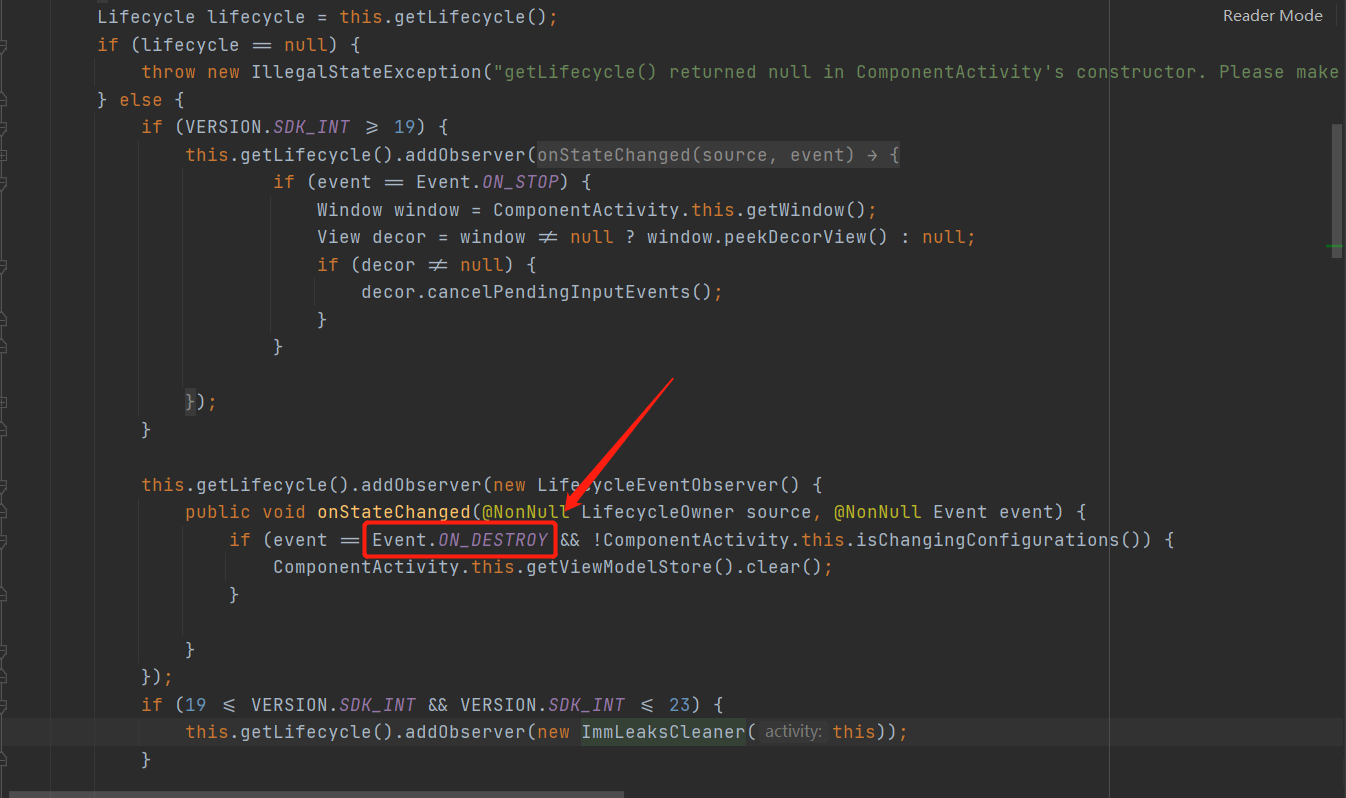 Lifecycle lifecycle = this.getLifecycle();
Reader Mode
if (lifecycle == null) {
throw new IllegalStateException("getLifecycle() returned null in ComponentActivity's constructor. Please make
} else {
if (VERSION.SDK_INT >= 19) {
this.getLifecycle().addObserver(onStateChanged(source, event) → {
if (event == Event.ON_STOP) {
Window window = ComponentActivity.this.getWindow();
View decor = window != null ? window.peekDecorView() : null;
if (decor != null) {
decor.cancelPendingInputEvents();
}
}
});
}
this.getLifecycle().addObserver(new LifecycleEventObserver() {
public void onStateChanged(@NonNull LifecycleOwner source, @NonNull Event event) {
if (event == Event.ON_DESTROY && !ComponentActivity.this.isChangingConfigurations()) {
ComponentActivity.this.getViewModelStore().clear();
}
}
});
if (19 <= VERSION.SDK_INT && VERSION.SDK_INT <= 23) {
this.getLifecycle().addObserver(new ImmLeaksCleaner( activity: this));
}